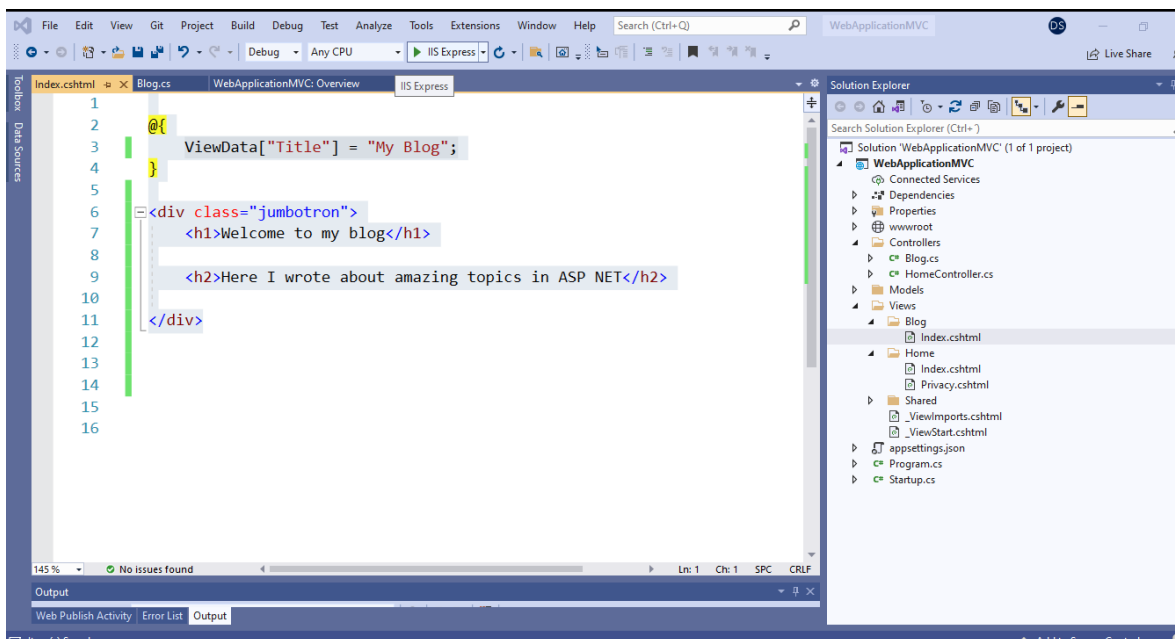 File Edit View Git Project Build Debug Test Analyze Tools Extensions Window Help Search (Ctrl+Q) WebApplicationMVC DS
Debug Any CPU IIS Express Live Share
Toolbox
Data Sources
Index.cshtml Blog.cs WebApplicationMVC: Overview
IIS Express
1
2 @{
3 ViewData["Title"] = "My Blog";
4 }
5
6 <div class="jumbotron">
7 <h1>Welcome to my blog</h1>
8
9 <h2>Here I wrote about amazing topics in ASP NET</h2>
10
11 </div>
12
13
14
15
16
145 % No issues found Ln: 1 Ch: 1 SPC CRLF
Output
Web Publish Activity Error List Output
Solution Explorer
Search Solution Explorer (Ctrl+ˇ)
Solution 'WebApplicationMVC' (1 of 1 project)
WebApplicationMVC
Connected Services
Dependencies
Properties
wwwroot
Controllers
C# Blog.cs
C# HomeController.cs
Models
Views
Blog
Index.cshtml
Home
Index.cshtml
Privacy.cshtml
Shared
_ViewImports.cshtml
_ViewStart.cshtml
appsettings.json
C# Program.cs
C# Startup.cs